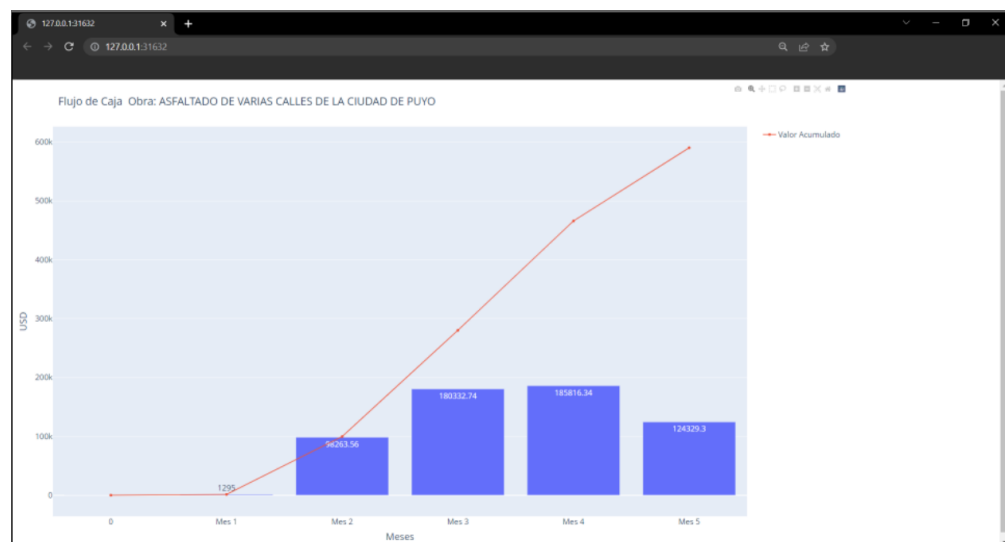 127.0.0.1:31632
127.0.0.1:31632
Flujo de Caja Obra: ASFALTADO DE VARIAS CALLES DE LA CIUDAD DE PUYO
Valor Acumulado
600k
500k
400k
300k
200k
100k
0
USD
1295
98263.56
180332.74
185816.34
124329.3
0 Mes 1 Mes 2 Mes 3 Mes 4 Mes 5
Meses